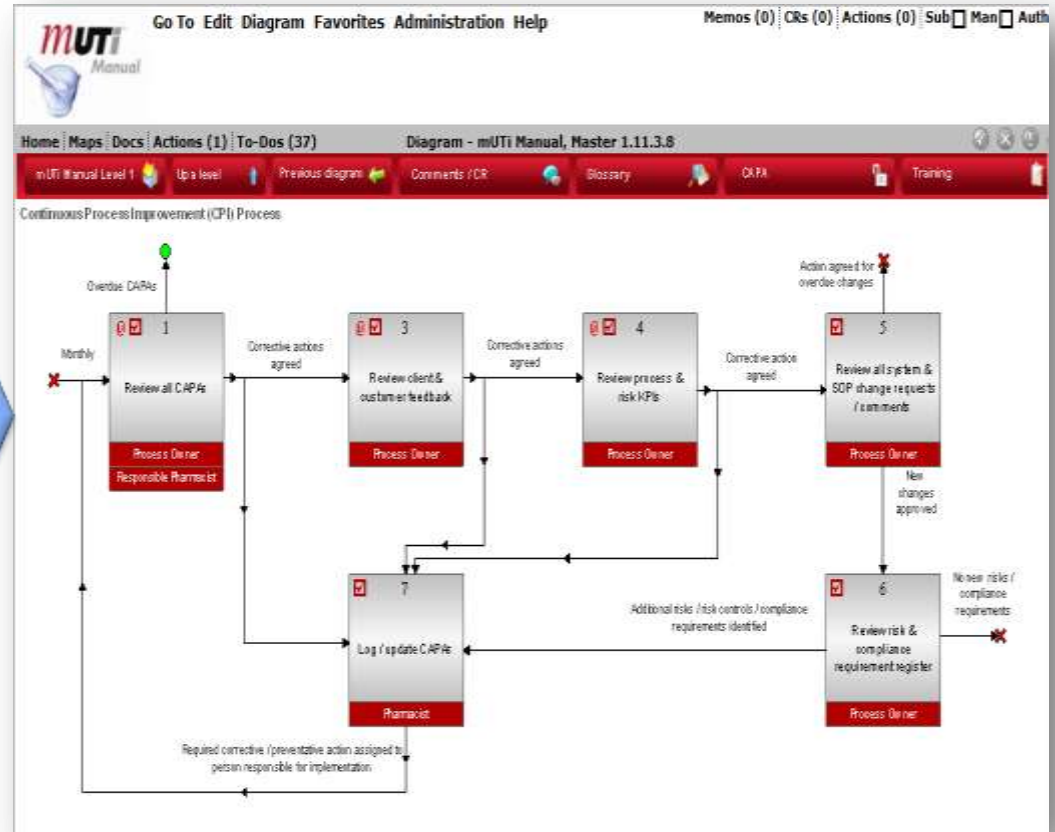 mUTi
Manual
Go To Edit Diagram Favorites Administration Help
Memos (0) CRs (0) Actions (0) Sub Man Auth
Home Maps Docs Actions (1) To-Dos (37)
Diagram - mUTi Manual, Master 1.11.3.8
mUTi Manual Level 1
Up a level
Previous diagram
Comments / CR
Glossary
CAPA
Training
Continuous Process Improvement (CPI) Process
Overdue CAPAs
Action agreed for
overdue changes
Monthly
@ 1
Review all CAPAs
Process Owner
Responsible Pharmacist
Corrective actions
agreed
@ 3
Review client &
customer feedback
Process Owner
Corrective actions
agreed
@ 4
Review process &
risk KPIs
Process Owner
Corrective action
agreed
5
Review all system &
SOP change requests
/ comments
Process Owner
New
changes
approved
7
Log / update CAPAs
Pharmacist
Additional risks / risk controls / compliance
requirements identified
6
Review risk &
compliance
requirement register
Process Owner
No new risks /
compliance
requirements
Required corrective / preventative action assigned to
person responsible for implementation